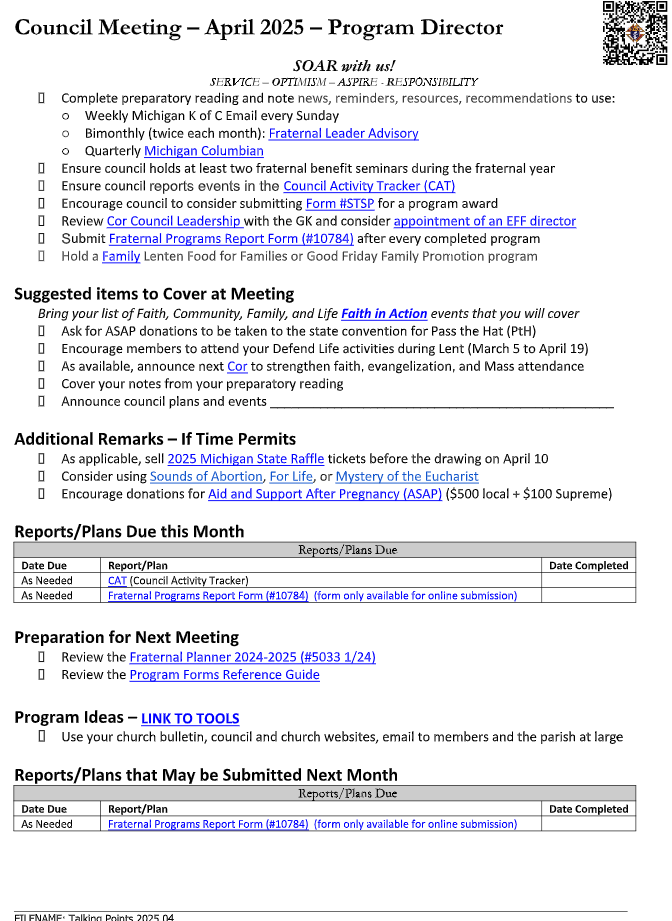 Council Meeting – April 2025 – Program Director
SOAR with us!
SERVICE – OPTIMISM – ASPIRE - RESPONSIBILITY
Complete preparatory reading and note news, reminders, resources, recommendations to use:
o Weekly Michigan K of C Email every Sunday
o Bimonthly (twice each month): Fraternal Leader Advisory
o Quarterly Michigan Columbian
Ensure council holds at least two fraternal benefit seminars during the fraternal year
Ensure council reports events in the Council Activity Tracker (CAT)
Encourage council to consider submitting Form #STSP for a program award
Review Cor Council Leadership with the GK and consider appointment of an EFF director
Submit Fraternal Programs Report Form (#10784) after every completed program
Hold a Family Lenten Food for Families or Good Friday Family Promotion program
Suggested items to Cover at Meeting
Bring your list of Faith, Community, Family, and Life Faith in Action events that you will cover
Ask for ASAP donations to be taken to the state convention for Pass the Hat (PtH)
Encourage members to attend your Defend Life activities during Lent (March 5 to April 19)
As available, announce next Cor to strengthen faith, evangelization, and Mass attendance
Cover your notes from your preparatory reading
Announce council plans and events ____________________
Additional Remarks – If Time Permits
As applicable, sell 2025 Michigan State Raffle tickets before the drawing on April 10
Consider using Sounds of Abortion, For Life, or Mystery of the Eucharist
Encourage donations for Aid and Support After Pregnancy (ASAP) ($500 local + $100 Supreme)
Reports/Plans Due this Month
Reports/Plans Due
Date Due Report/Plan Date Completed
As Needed CAT (Council Activity Tracker)
As Needed Fraternal Programs Report Form (#10784) (form only available for online submission)
Preparation for Next Meeting
Review the Fraternal Planner 2024-2025 (#5033 1/24)
Review the Program Forms Reference Guide
Program Ideas – LINK TO TOOLS
Use your church bulletin, council and church websites, email to members and the parish at large
Reports/Plans that May be Submitted Next Month
Reports/Plans Due
Date Due Report/Plan Date Completed
As Needed Fraternal Programs Report Form (#10784) (form only available for online submission)
FILENAME: Talking Points 2025 04